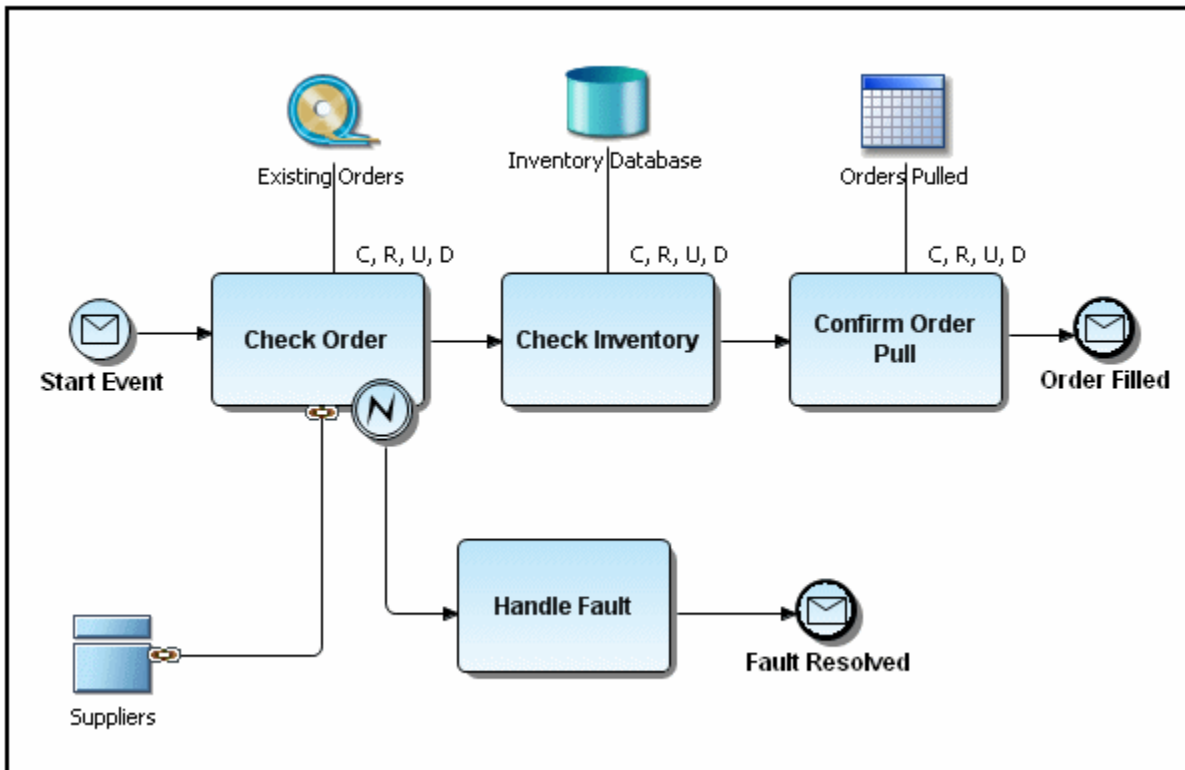 Existing Orders
Inventory Database
Orders Pulled
C, R, U, D
C, R, U, D
C, R, U, D
Start Event
Check Order
Check Inventory
Confirm Order
Pull
Order Filled
Handle Fault
Fault Resolved
Suppliers